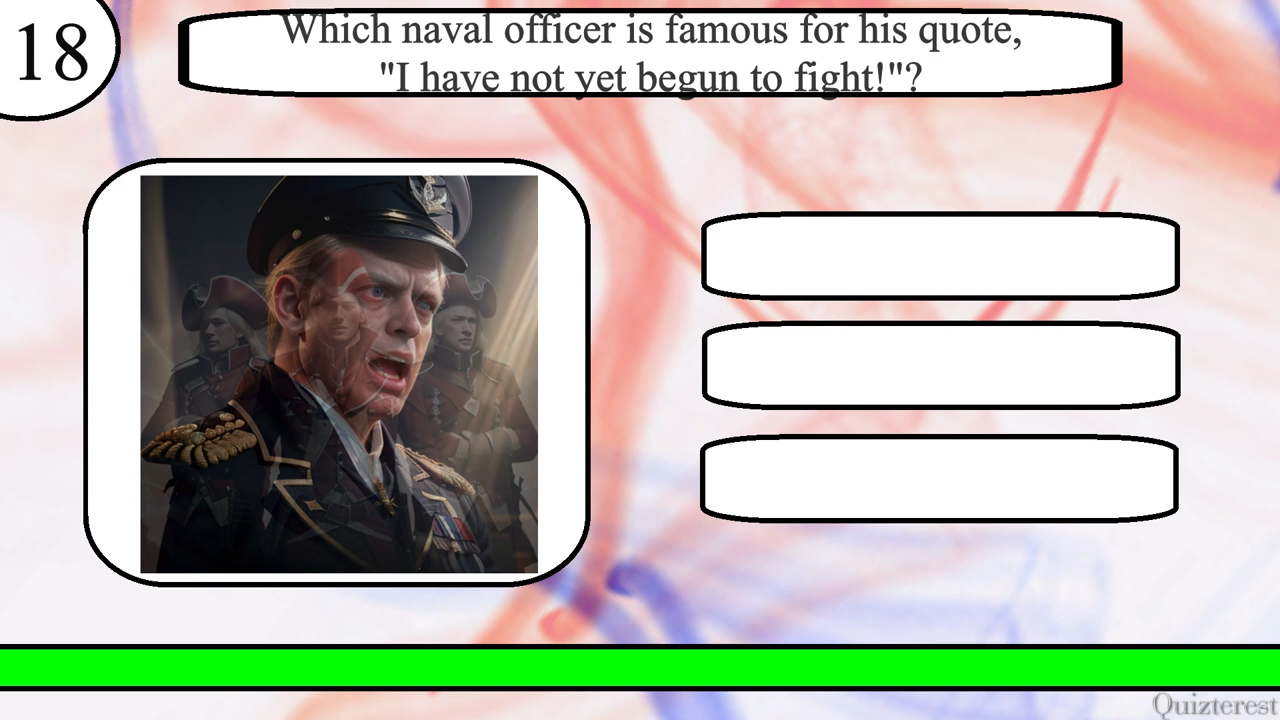 18
Which naval officer is famous for his quote,
"I have not yet begun to fight!"?
Quizterest